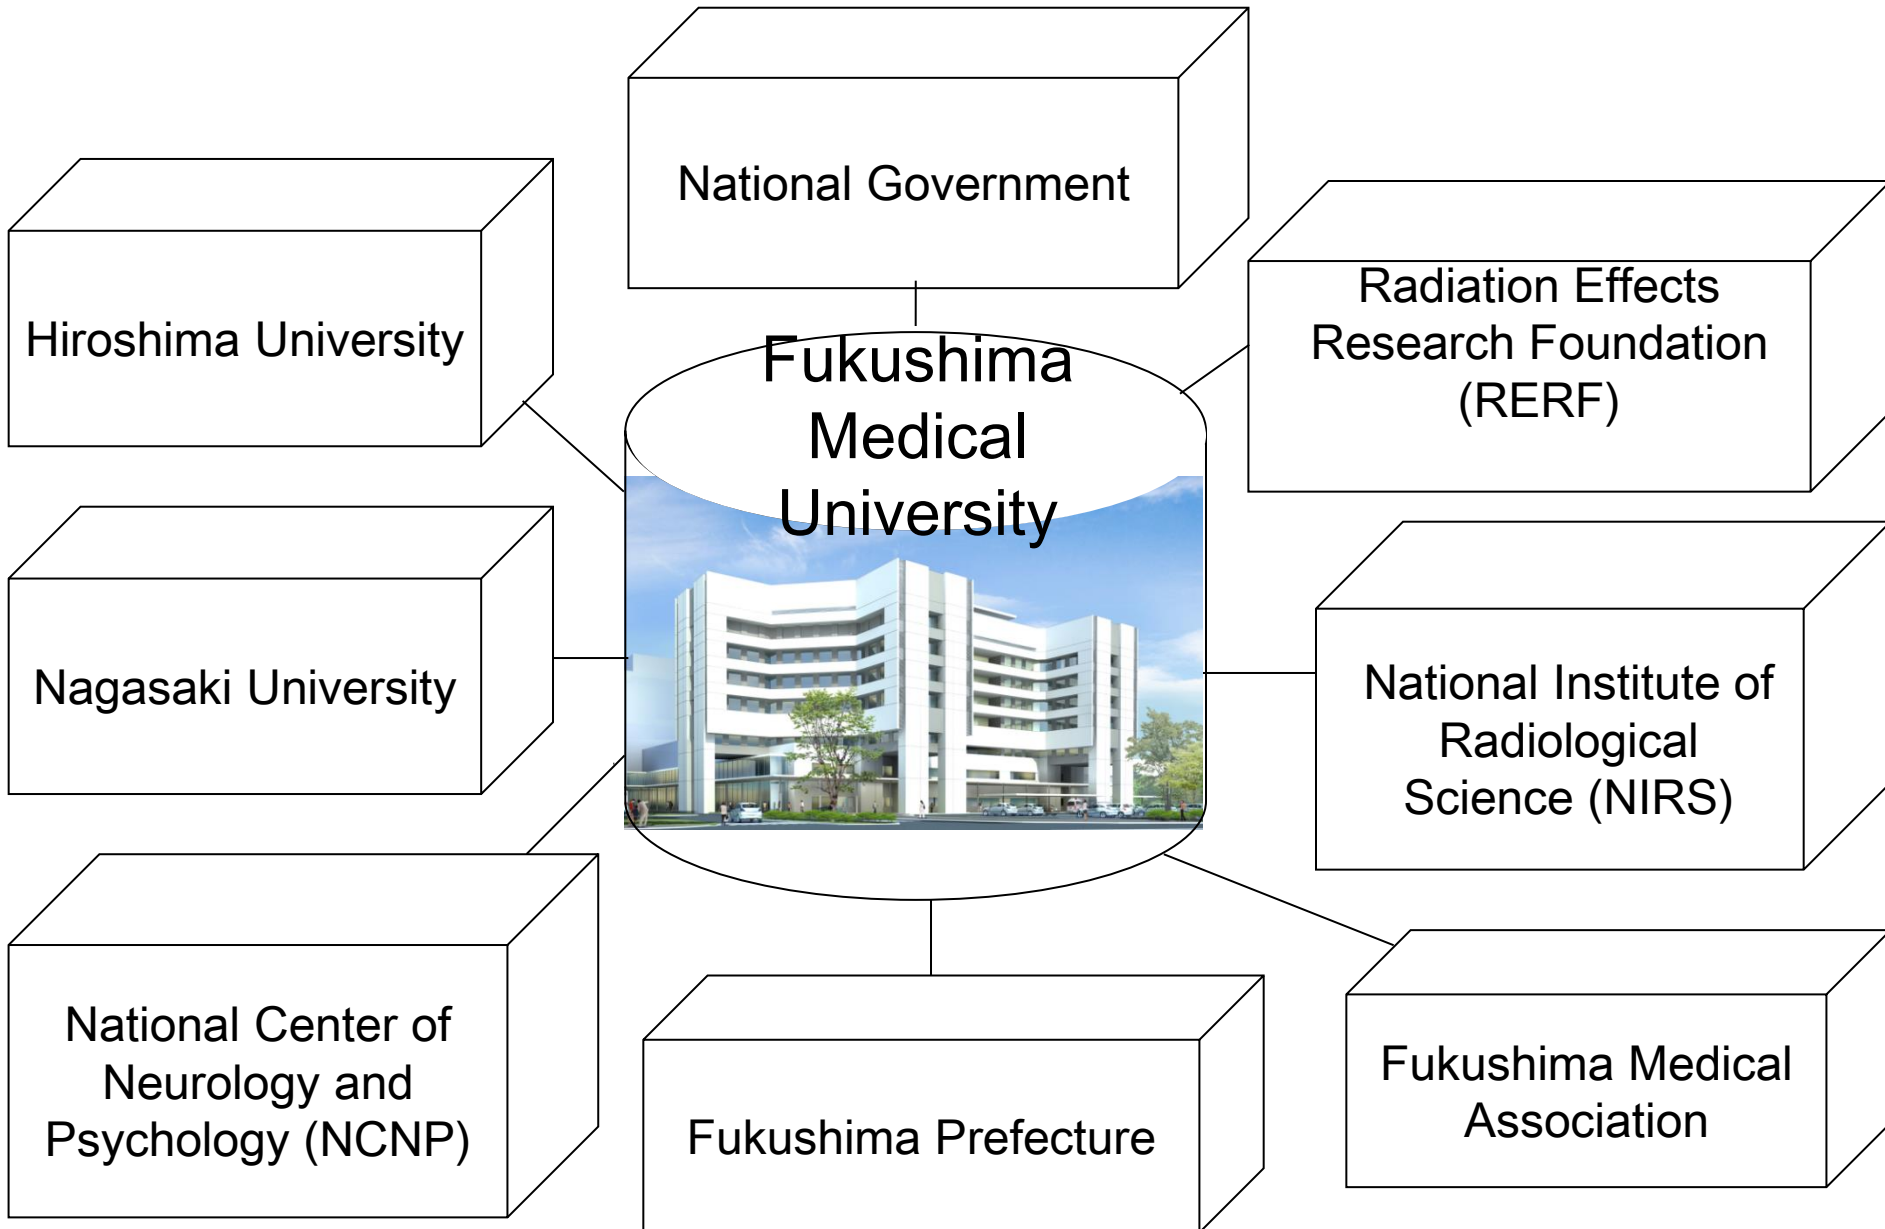 National Government
Hiroshima University
Radiation Effects
Research Foundation
(RERF)
Fukushima
Medical
University
Nagasaki University
National Institute of
Radiological
Science (NIRS)
National Center of
Neurology and
Psychology (NCNP)
Fukushima Prefecture
Fukushima Medical
Association